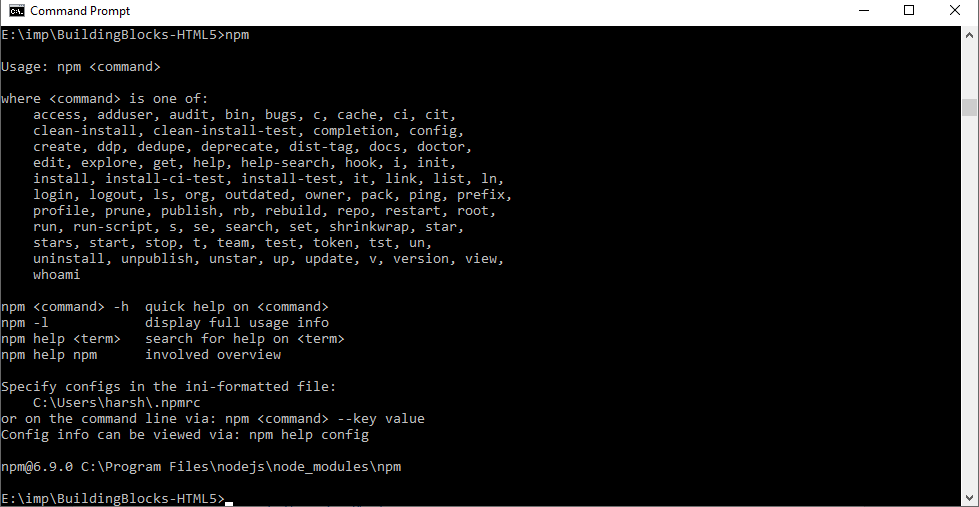 Command Prompt
E:\imp\BuildingBlocks-HTML5>npm
Usage: npm <command>
where <command> is one of:
    access, adduser, audit, bin, bugs, c, cache, ci, cit,
    clean-install, clean-install-test, completion, config,
    create, ddp, dedupe, deprecate, dist-tag, docs, doctor,
    edit, explore, get, help, help-search, hook, i, init,
    install, install-ci-test, install-test, it, link, list, ln,
    login, logout, ls, org, outdated, owner, pack, ping, prefix,
    profile, prune, publish, rb, rebuild, repo, restart, root,
    run, run-script, s, se, search, set, shrinkwrap, star,
    stars, start, stop, t, team, test, token, tst, un,
    uninstall, unpublish, unstar, up, update, v, version, view,
    whoami
npm <command> -h  quick help on <command>
npm -l            display full usage info
npm help <term>   search for help on <term>
npm help npm      involved overview
Specify configs in the ini-formatted file:
    C:\Users\harsh\.npmrc
or on the command line via: npm <command> --key value
Config info can be viewed via: npm help config
npm@6.9.0 C:\Program Files\nodejs\node_modules\npm
E:\imp\BuildingBlocks-HTML5>